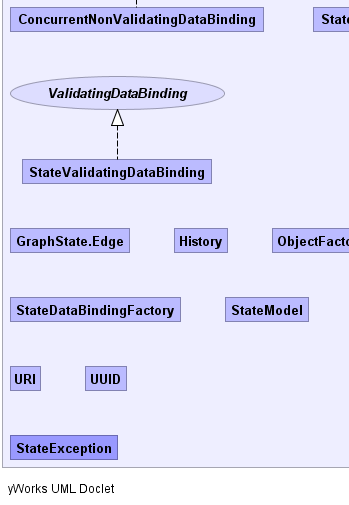 ConcurrentNonValidatingDataBinding State
ValidatingDataBinding
StateValidatingDataBinding
GraphState.Edge History ObjectFacto
StateDataBindingFactory StateModel
URI UUID
StateException
yWorks UML Doclet